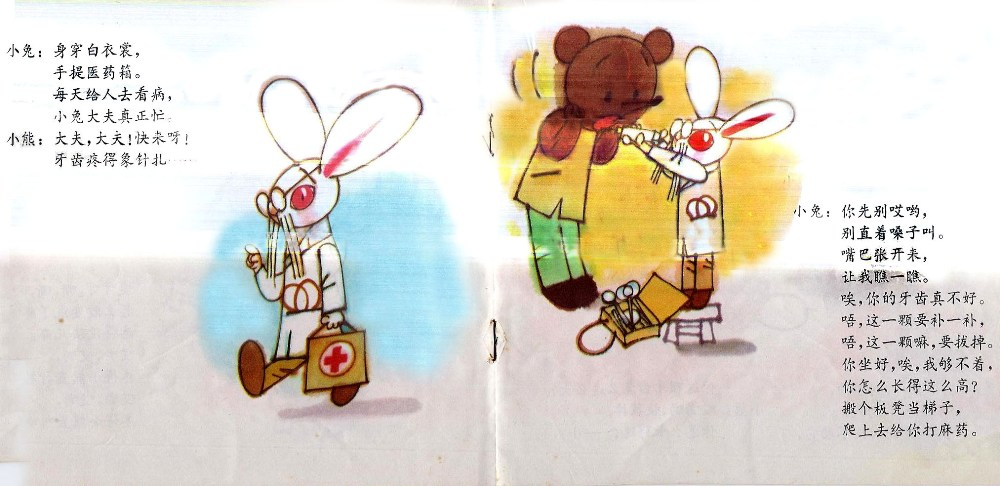 小兔：身穿白衣裳，
手提医药箱。
每天给人去看病，
小兔大夫真正忙。
小熊：大夫，大夫！快来呀！
牙齿疼得象针扎……
小兔：你先别哎哟，
别直着嗓子叫。
嘴巴张开来，
让我瞧一瞧。
唉，你的牙齿真不好。
唔，这一颗要补一补，
唔，这一颗嘛，要拔掉。
你坐好，唉，我够不着，
你怎么长得这么高？
搬个板凳当梯子，
爬上去给你打麻药。